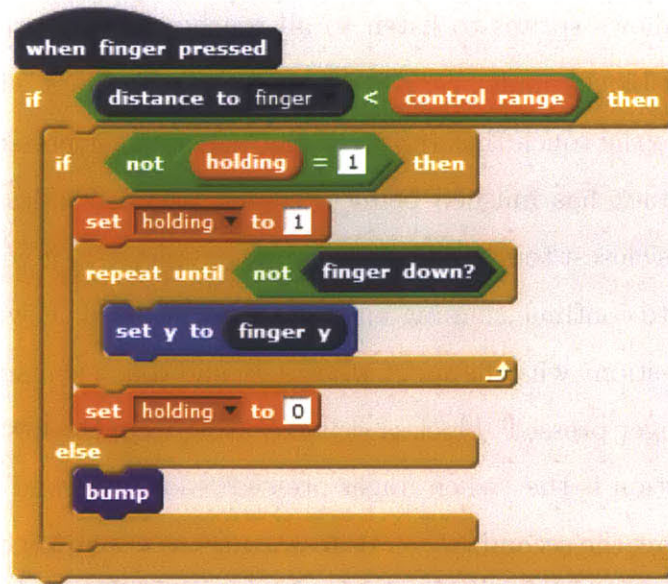 when finger pressed
if distance to finger < control range then
if not holding = 1 then
set holding to 1
repeat until not finger down?
set y to finger y
set holding to 0
else
bump